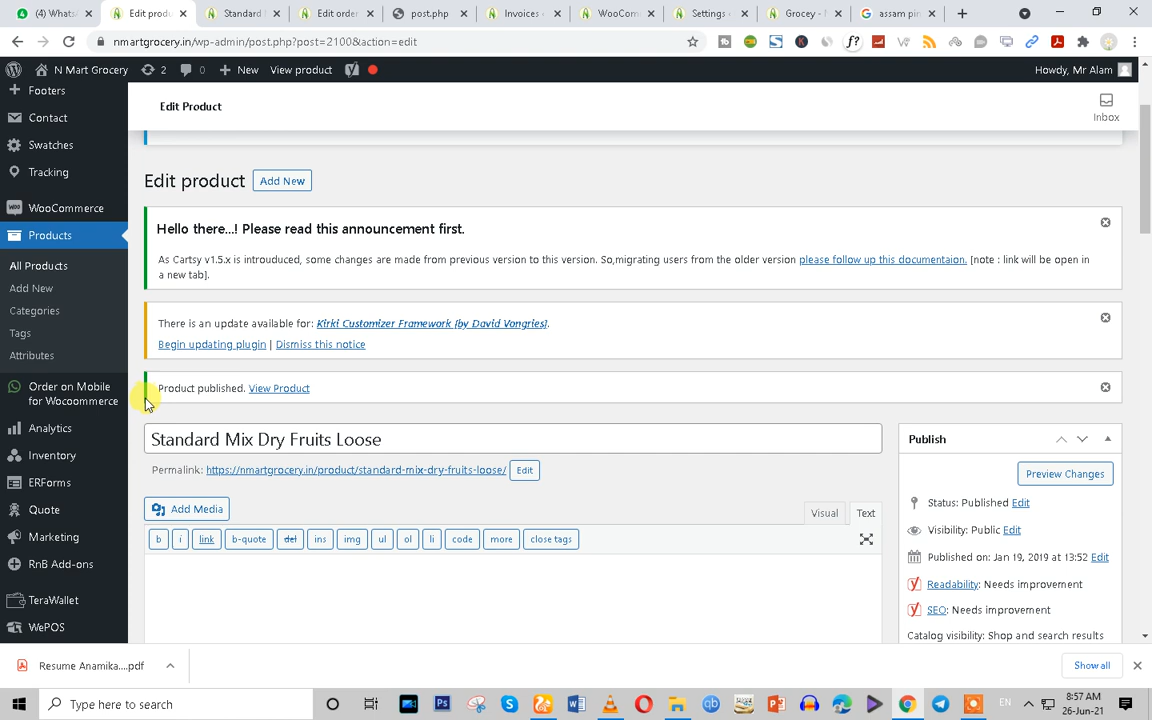 (4) WhatsA
Edit produ
Standard
Edit order
post.php
Invoices ‹
WooCom
Settings ‹
Grocey - N
assam pin
nmartgrocery.in/wp-admin/post.php?post=2100&action=edit
N Mart Grocery
2
0
New
View product
Howdy, Mr Alam
Footers
Contact
Swatches
Tracking
WooCommerce
Products
All Products
Add New
Categories
Tags
Attributes
Order on Mobile
for Wocoommerce
Analytics
Inventory
ERForms
Quote
Marketing
RnB Add-ons
TeraWallet
WePOS
Edit Product
Inbox
Edit product
Add New
Hello there...! Please read this announcement first.
As Cartsy v1.5.x is introuduced, some changes are made from previous version to this version. So,migrating users from the older version please follow up this documentaion. [note : link will be open in
a new tab].
There is an update available for: Kirki Customizer Framework [by David Vongries].
Begin updating plugin | Dismiss this notice
Product published. View Product
Standard Mix Dry Fruits Loose
Permalink: https://nmartgrocery.in/product/standard-mix-dry-fruits-loose/ Edit
Add Media
Visual
Text
b
i
link
b-quote
del
ins
img
ul
ol
li
code
more
close tags
Publish
Preview Changes
Status: Published Edit
Visibility: Public Edit
Published on: Jan 19, 2019 at 13:52 Edit
Readability: Needs improvement
SEO: Needs improvement
Catalog visibility: Shop and search results
Resume Anamika....pdf
Show all
Type here to search
EN
8:57 AM
26-Jun-21